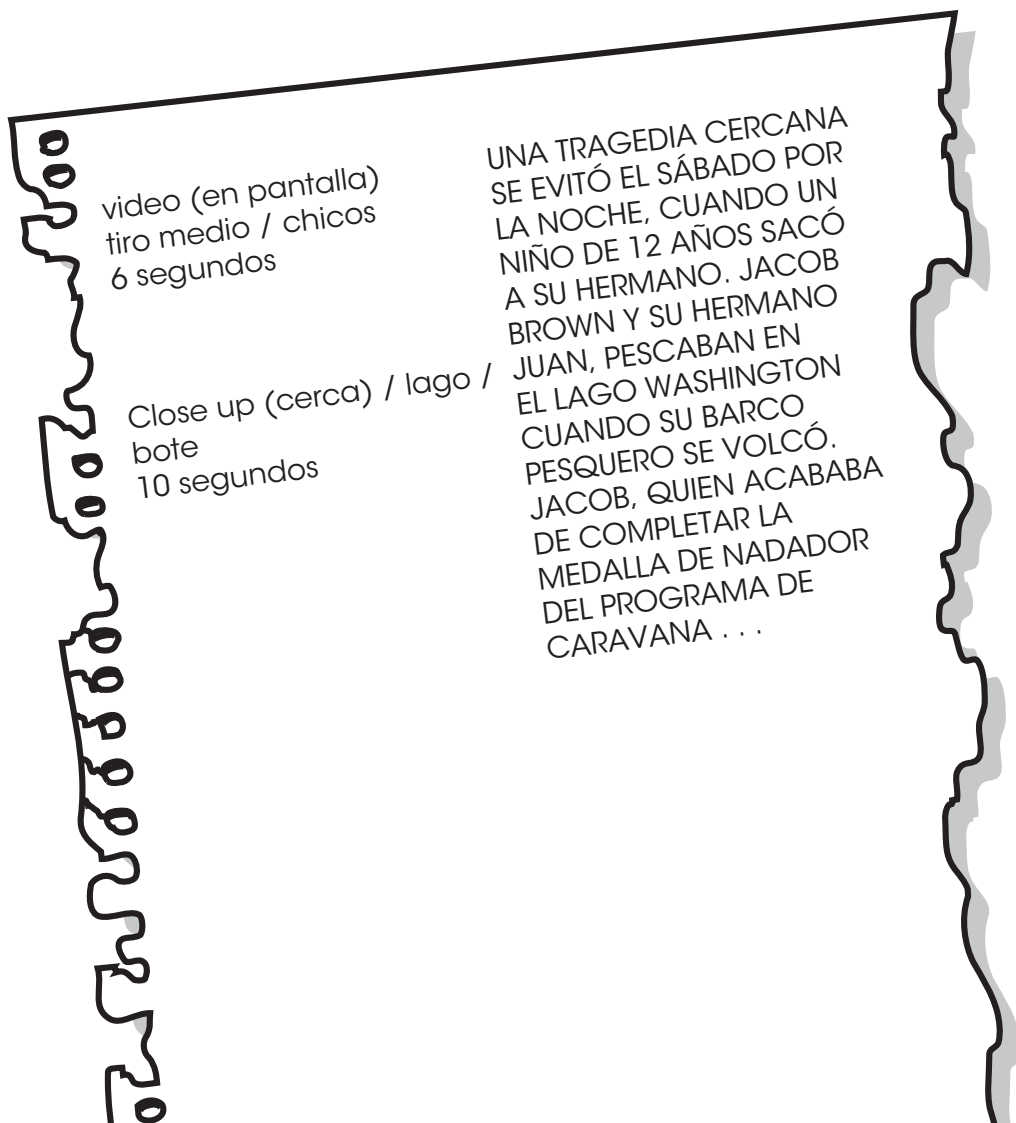 video (en pantalla)
tiro medio / chicos
6 segundos
Close up (cerca) / lago /
bote
10 segundos
UNA TRAGEDIA CERCANA
SE EVITÓ EL SÁBADO POR
LA NOCHE, CUANDO UN
NIÑO DE 12 AÑOS SACÓ
A SU HERMANO. JACOB
BROWN Y SU HERMANO
JUAN, PESCABAN EN
EL LAGO WASHINGTON
CUANDO SU BARCO
PESQUERO SE VOLCÓ.
JACOB, QUIEN ACABABA
DE COMPLETAR LA
MEDALLA DE NADADOR
DEL PROGRAMA DE
CARAVANA . . .